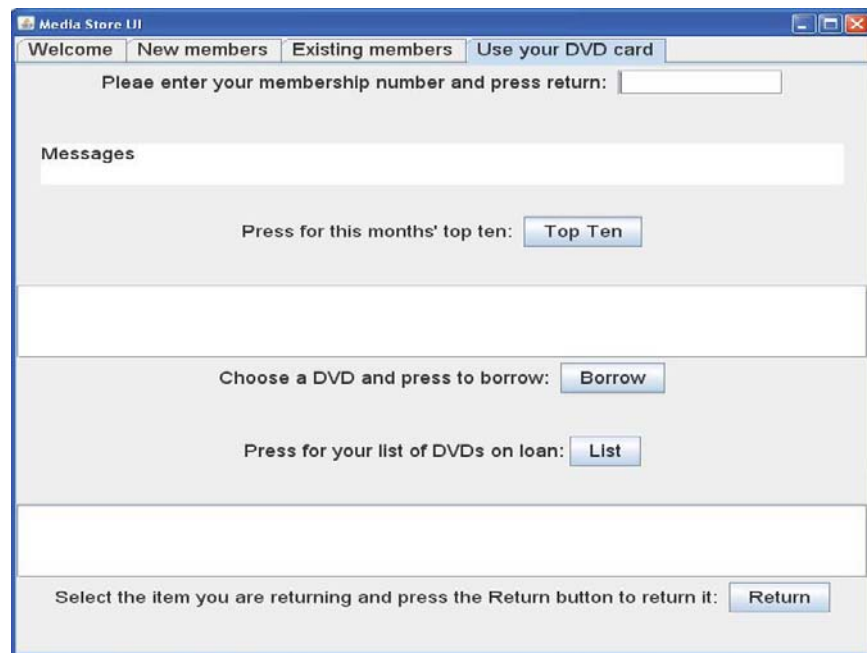 Media Store UI
Welcome New members Existing members Use your DVD card
Pleae enter your membership number and press return:
Messages
Press for this months' top ten: Top Ten
Choose a DVD and press to borrow: Borrow
Press for your list of DVDs on loan: List
Select the item you are returning and press the Return button to return it: Return